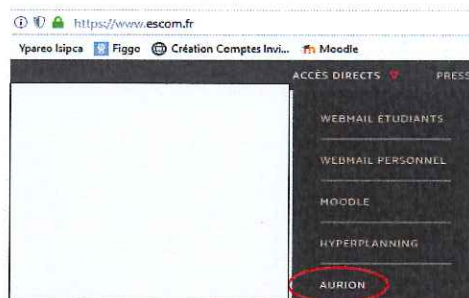 https://www.escom.fr
Ypareo Isipca Figgo Création Comptes Invi... Moodle
ACCÈS DIRECTS PRESS
WEBMAIL ÉTUDIANTS
WEBMAIL PERSONNEL
MOODLE
HYPERPLANNING
AURION